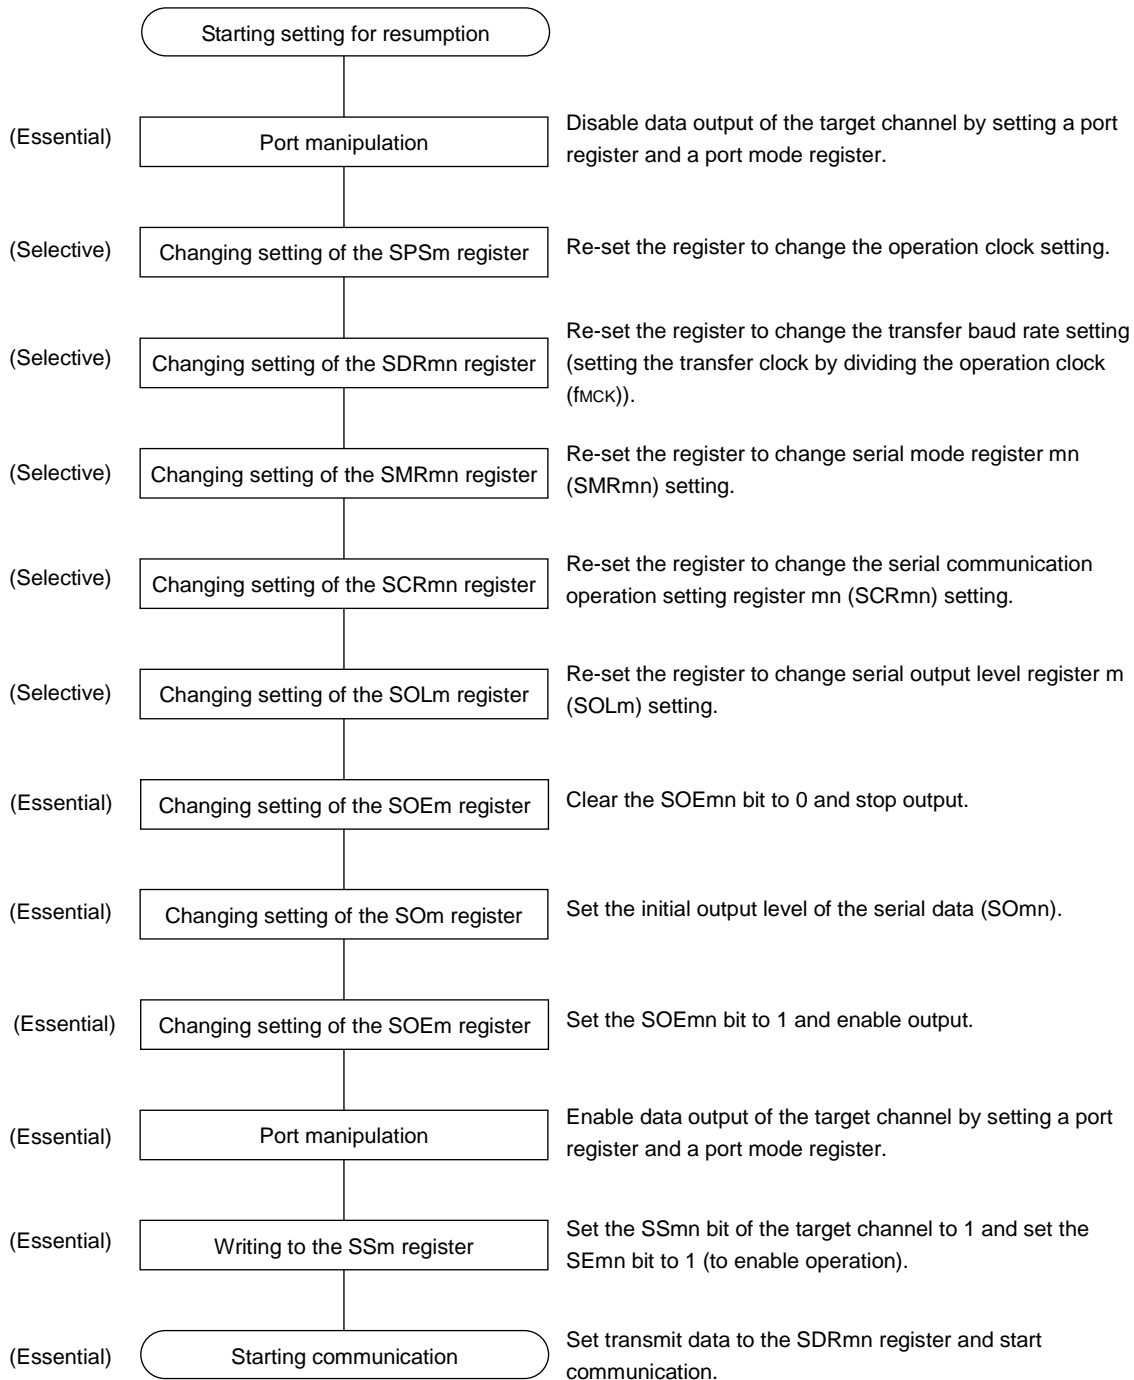 Starting setting for resumption
(Essential)
Port manipulation
Disable data output of the target channel by setting a port
register and a port mode register.
(Selective)
Changing setting of the SPSm register
Re-set the register to change the operation clock setting.
(Selective)
Changing setting of the SDRmn register
Re-set the register to change the transfer baud rate setting
(setting the transfer clock by dividing the operation clock
(fMCK)).
(Selective)
Changing setting of the SMRmn register
Re-set the register to change serial mode register mn
(SMRmn) setting.
(Selective)
Changing setting of the SCRmn register
Re-set the register to change the serial communication
operation setting register mn (SCRmn) setting.
(Selective)
Changing setting of the SOLm register
Re-set the register to change serial output level register m
(SOLm) setting.
(Essential)
Changing setting of the SOEm register
Clear the SOEmn bit to 0 and stop output.
(Essential)
Changing setting of the SOm register
Set the initial output level of the serial data (SOmn).
(Essential)
Changing setting of the SOEm register
Set the SOEmn bit to 1 and enable output.
(Essential)
Port manipulation
Enable data output of the target channel by setting a port
register and a port mode register.
(Essential)
Writing to the SSm register
Set the SSmn bit of the target channel to 1 and set the
SEmn bit to 1 (to enable operation).
(Essential)
Starting communication
Set transmit data to the SDRmn register and start
communication.